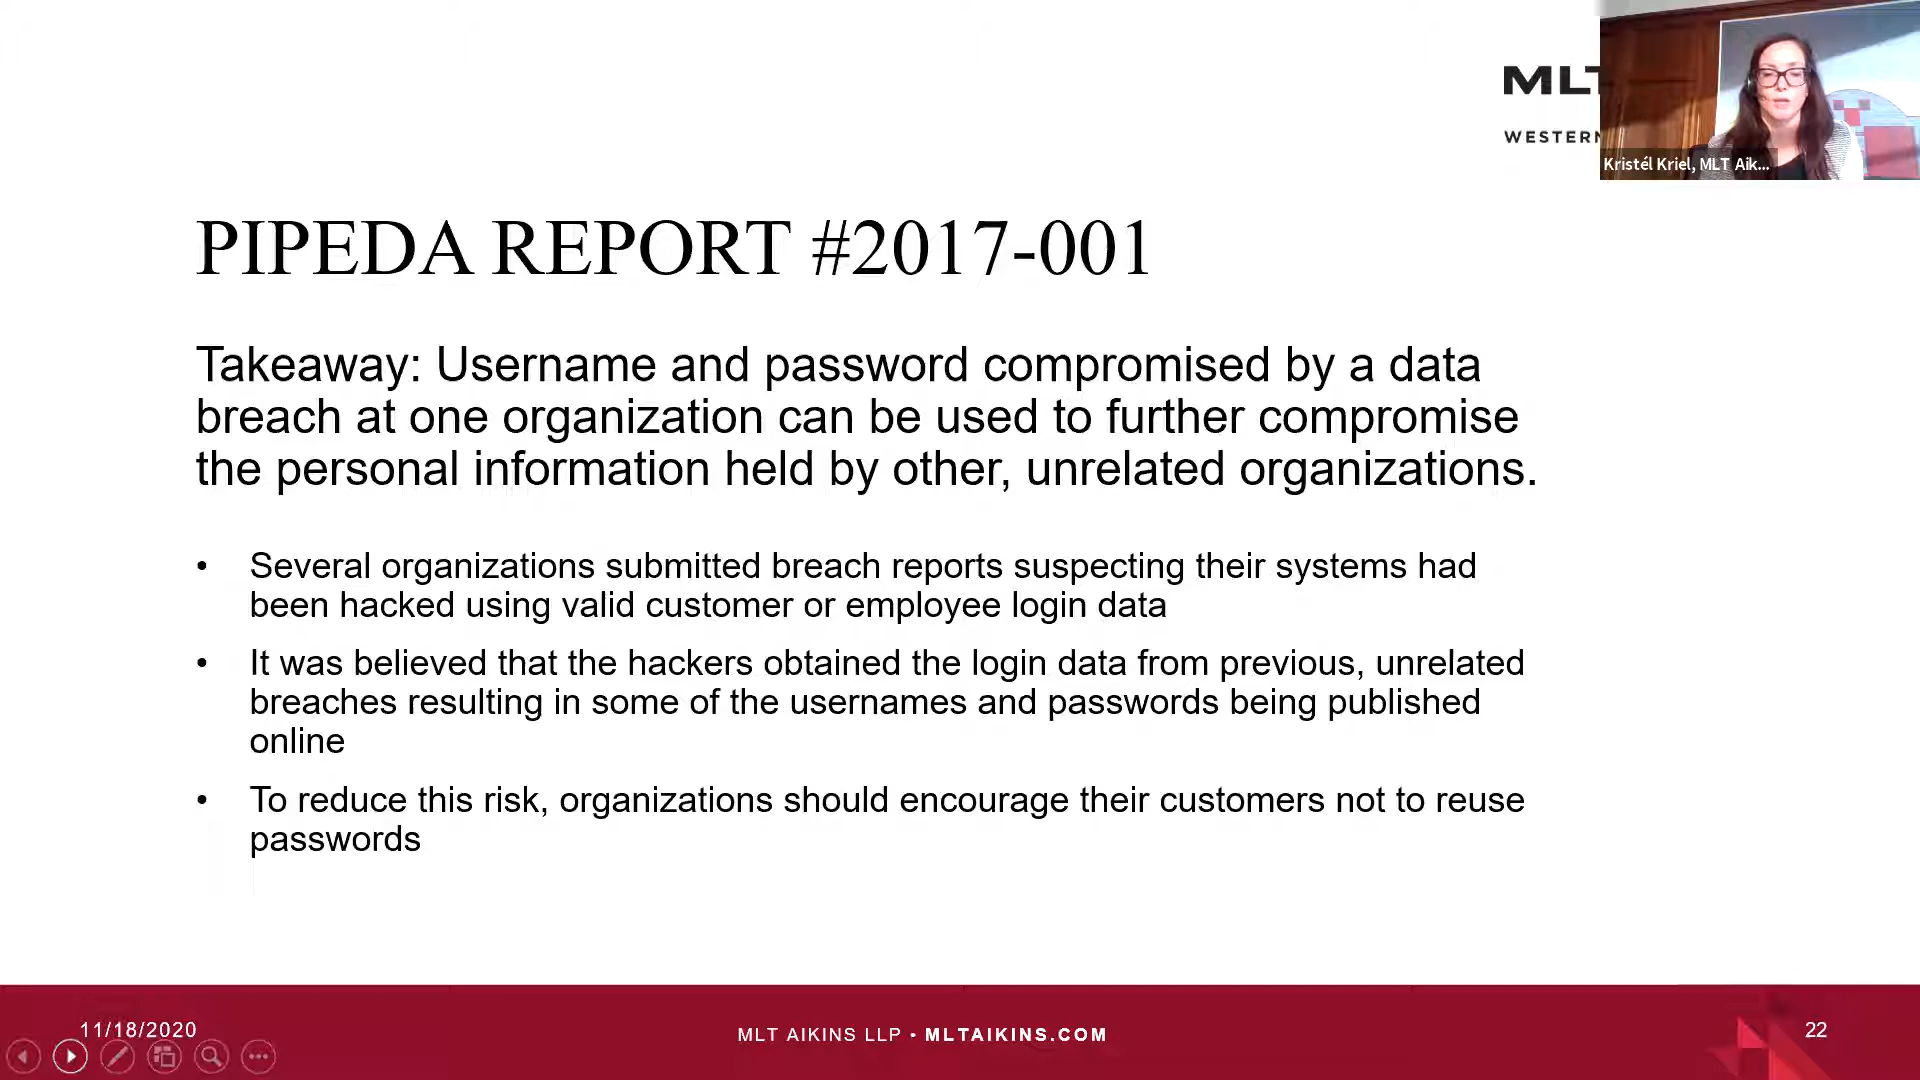 MLT
WESTERN
Kristél Kriel, MLT Aik...
PIPEDA REPORT #2017-001
Takeaway: Username and password compromised by a data
breach at one organization can be used to further compromise
the personal information held by other, unrelated organizations.
• Several organizations submitted breach reports suspecting their systems had
been hacked using valid customer or employee login data
• It was believed that the hackers obtained the login data from previous, unrelated
breaches resulting in some of the usernames and passwords being published
online
• To reduce this risk, organizations should encourage their customers not to reuse
passwords
11/18/2020
MLT AIKINS LLP • MLTAIKINS.COM
22